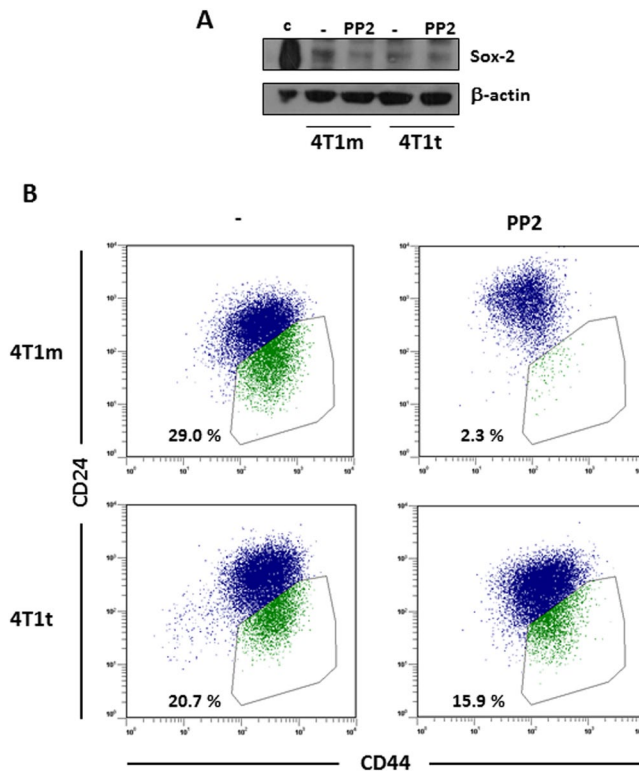 A
c - PP2 - PP2
Sox-2
β-actin
4T1m 4T1t
B
- PP2
4T1m
29.0 % 2.3 %
CD24
4T1t
20.7 % 15.9 %
CD44